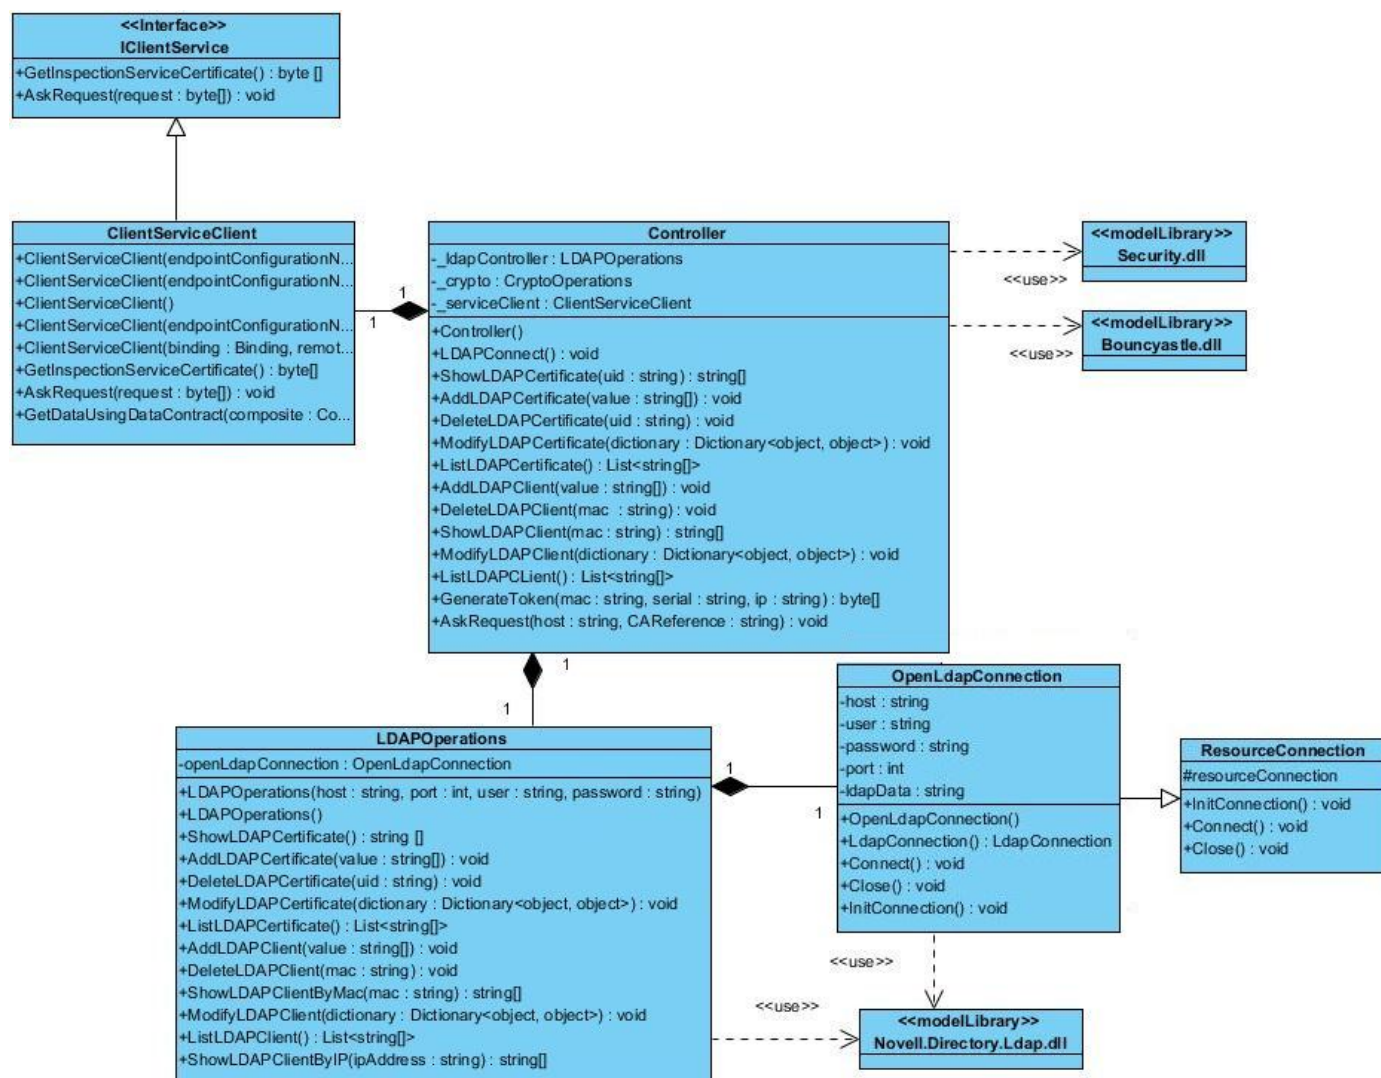 <<Interface>>
IClientService
+GetInspectionServiceCertificate() : byte []
+AskRequest(request : byte[]) : void
ClientServiceClient
+ClientServiceClient(endpointConfigurationN...
+ClientServiceClient(endpointConfigurationN...
+ClientServiceClient()
+ClientServiceClient(endpointConfigurationN...
+ClientServiceClient(binding : Binding, remot...
+GetInspectionServiceCertificate() : byte[]
+AskRequest(request : byte[]) : void
+GetDataUsingDataContract(composite : Co...
1
1
Controller
-_ldapController : LDAPOperations
-_crypto : CryptoOperations
-_serviceClient : ClientServiceClient
+Controller()
+LDAPConnect() : void
+ShowLDAPCertificate(uid : string) : string[]
+AddLDAPCertificate(value : string[]) : void
+DeleteLDAPCertificate(uid : string) : void
+ModifyLDAPCertificate(dictionary : Dictionary<object, object>) : void
+ListLDAPCertificate() : List<string[]>
+AddLDAPClient(value : string[]) : void
+DeleteLDAPClient(mac : string) : void
+ShowLDAPClient(mac : string) : string[]
+ModifyLDAPClient(dictionary : Dictionary<object, object>) : void
+ListLDAPCLient() : List<string[]>
+GenerateToken(mac : string, serial : string, ip : string) : byte[]
+AskRequest(host : string, CAReference : string) : void
<<modelLibrary>>
Security.dll
<<use>>
<<modelLibrary>>
Bouncyastle.dll
<<use>>
1
1
LDAPOperations
-openLdapConnection : OpenLdapConnection
+LDAPOperations(host : string, port : int, user : string, password : string)
+LDAPOperations()
+ShowLDAPCertificate() : string []
+AddLDAPCertificate(value : string[]) : void
+DeleteLDAPCertificate(uid : string) : void
+ModifyLDAPCertificate(dictionary : Dictionary<object, object>) : void
+ListLDAPCertificate() : List<string[]>
+AddLDAPClient(value : string[]) : void
+DeleteLDAPClient(mac : string) : void
+ShowLDAPClientByMac(mac : string) : string[]
+ModifyLDAPClient(dictionary : Dictionary<object, object>) : void
+ListLDAPClient() : List<string[]>
+ShowLDAPClientByIP(ipAddress : string) : string[]
1
1
OpenLdapConnection
-host : string
-user : string
-password : string
-port : int
-ldapData : string
+OpenLdapConnection()
+LdapConnection() : LdapConnection
+Connect() : void
+Close() : void
+InitConnection() : void
ResourceConnection
#resourceConnection
+InitConnection() : void
+Connect() : void
+Close() : void
<<use>>
<<use>>
<<modelLibrary>>
Novell.Directory.Ldap.dll